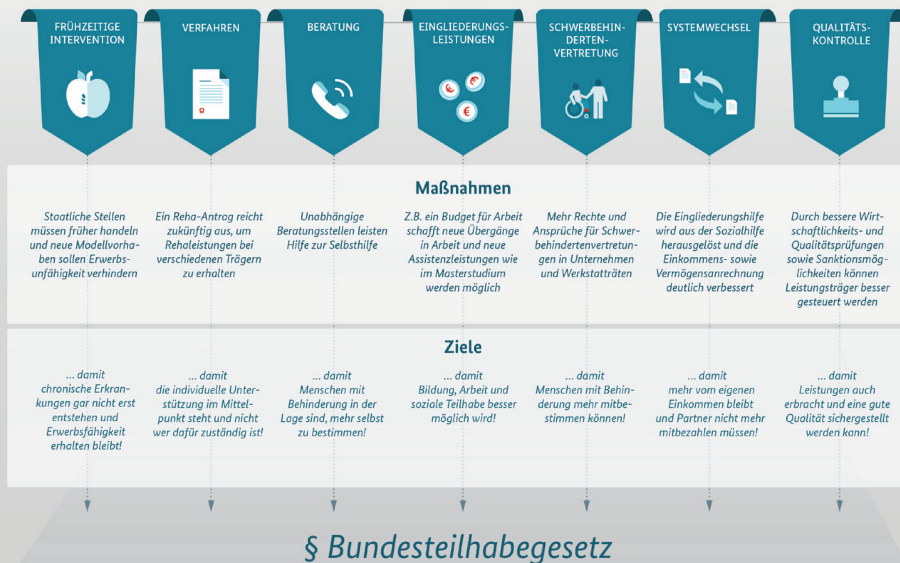 FRÜHZEITIGE
INTERVENTION
VERFAHREN
BERATUNG
EINGLIEDERUNGS-
LEISTUNGEN
SCHWERBEHIN-
DERTEN-
VERTRETUNG
SYSTEMWECHSEL
QUALITÄTS-
KONTROLLE
€
€
€
Maßnahmen
Staatliche Stellen
müssen früher handeln
und neue Modellvorha-
ben sollen Erwerbs-
unfähigkeit verhindern
Ein Reha-Antrag reicht
zukünftig aus, um
Rehaleistungen bei
verschiedenen Trägern
zu erhalten
Unabhängige
Beratungsstellen leisten
Hilfe zur Selbsthilfe
Z.B. ein Budget für Arbeit
schafft neue Übergänge
in Arbeit und neue
Assistenzleistungen wie
im Masterstudium
werden möglich
Mehr Rechte und
Ansprüche für Schwer-
behindertenvertretun-
gen in Unternehmen
und Werkstatträten
Die Eingliederungshilfe
wird aus der Sozialhilfe
herausgelöst und die
Einkommens- sowie
Vermögensanrechnung
deutlich verbessert
Durch bessere Wirt-
schaftlichkeits- und
Qualitätsprüfungen
sowie Sanktionsmög-
lichkeiten können
Leistungsträger besser
gesteuert werden
Ziele
... damit
chronische Erkran-
kungen gar nicht erst
entstehen und
Erwerbsfähigkeit
erhalten bleibt!
... damit
die individuelle Unter-
stützung im Mittel-
punkt steht und nicht
wer dafür zuständig ist!
... damit
Menschen mit
Behinderung in der
Lage sind, mehr selbst
zu bestimmen!
... damit
Bildung, Arbeit und
soziale Teilhabe besser
möglich wird!
... damit
Menschen mit Behin-
derung mehr mitbe-
stimmen können!
... damit
mehr vom eigenen
Einkommen bleibt
und Partner nicht mehr
mitbezahlen müssen!
... damit
Leistungen auch
erbracht und eine gute
Qualität sichergestellt
werden kann!
§ Bundesteilhabegesetz